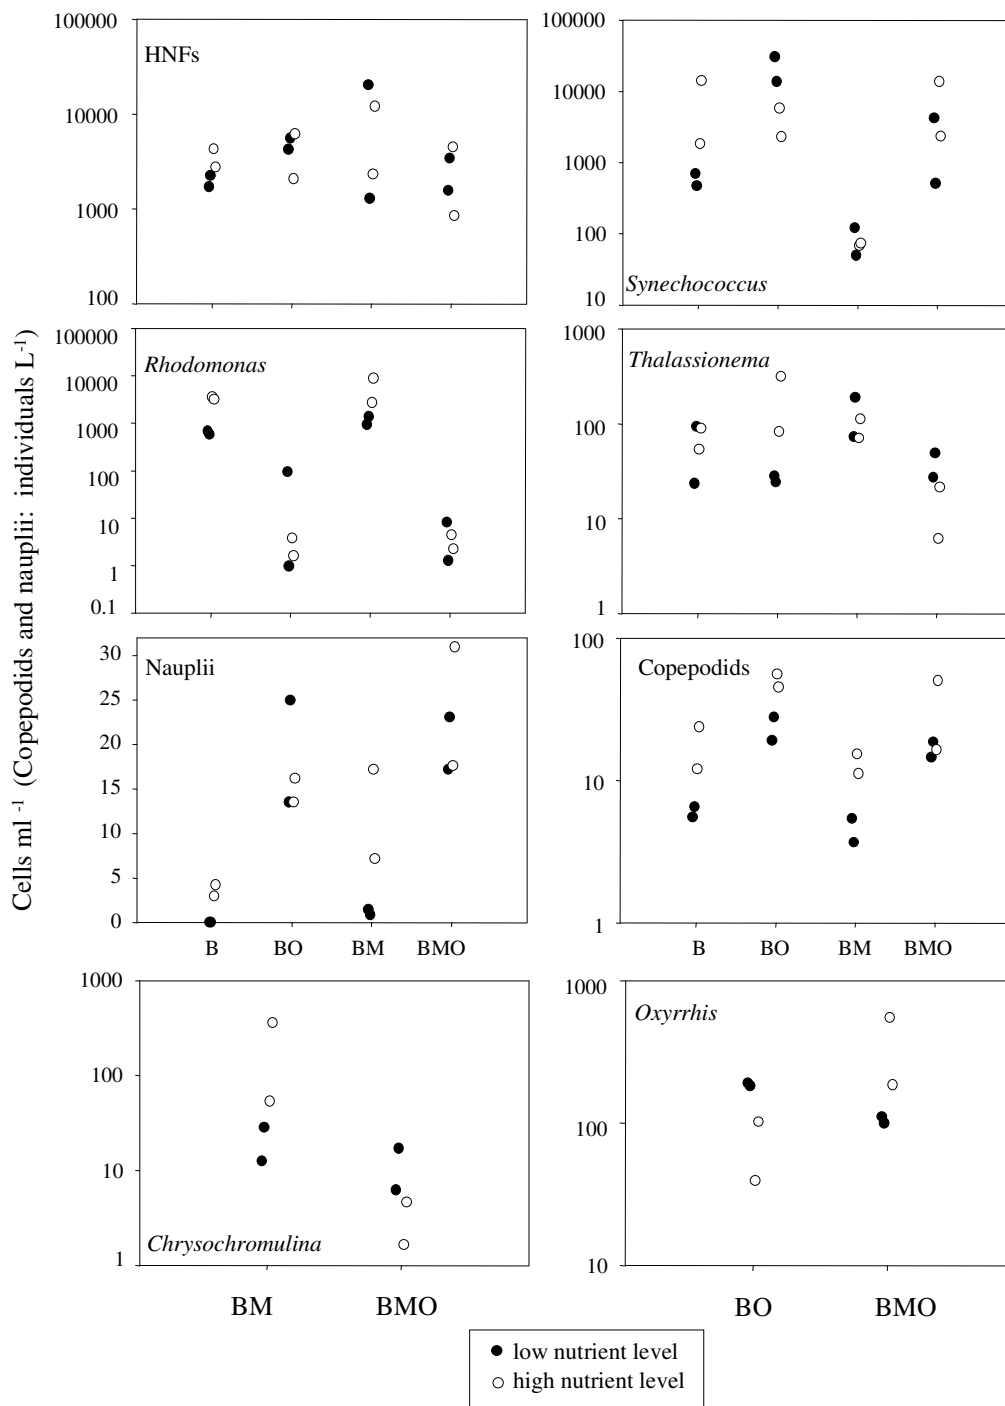 Cells ml -1 (Copepods and nauplii: individuals L-1)
100000
10000
1000
100
HNFs
100000
10000
1000
100
10
Synechococcus
100000
10000
1000
100
10
1
0.1
Rhodomonas
1000
100
10
1
Thalassionema
30
25
20
15
10
5
0
Nauplii
B BO BM BMO
100
10
1
Copepodids
B BO BM BMO
1000
100
10
1
Chrysochromulina
BM BMO
1000
100
10
Oxyrrhis
BO BMO
low nutrient level
high nutrient level